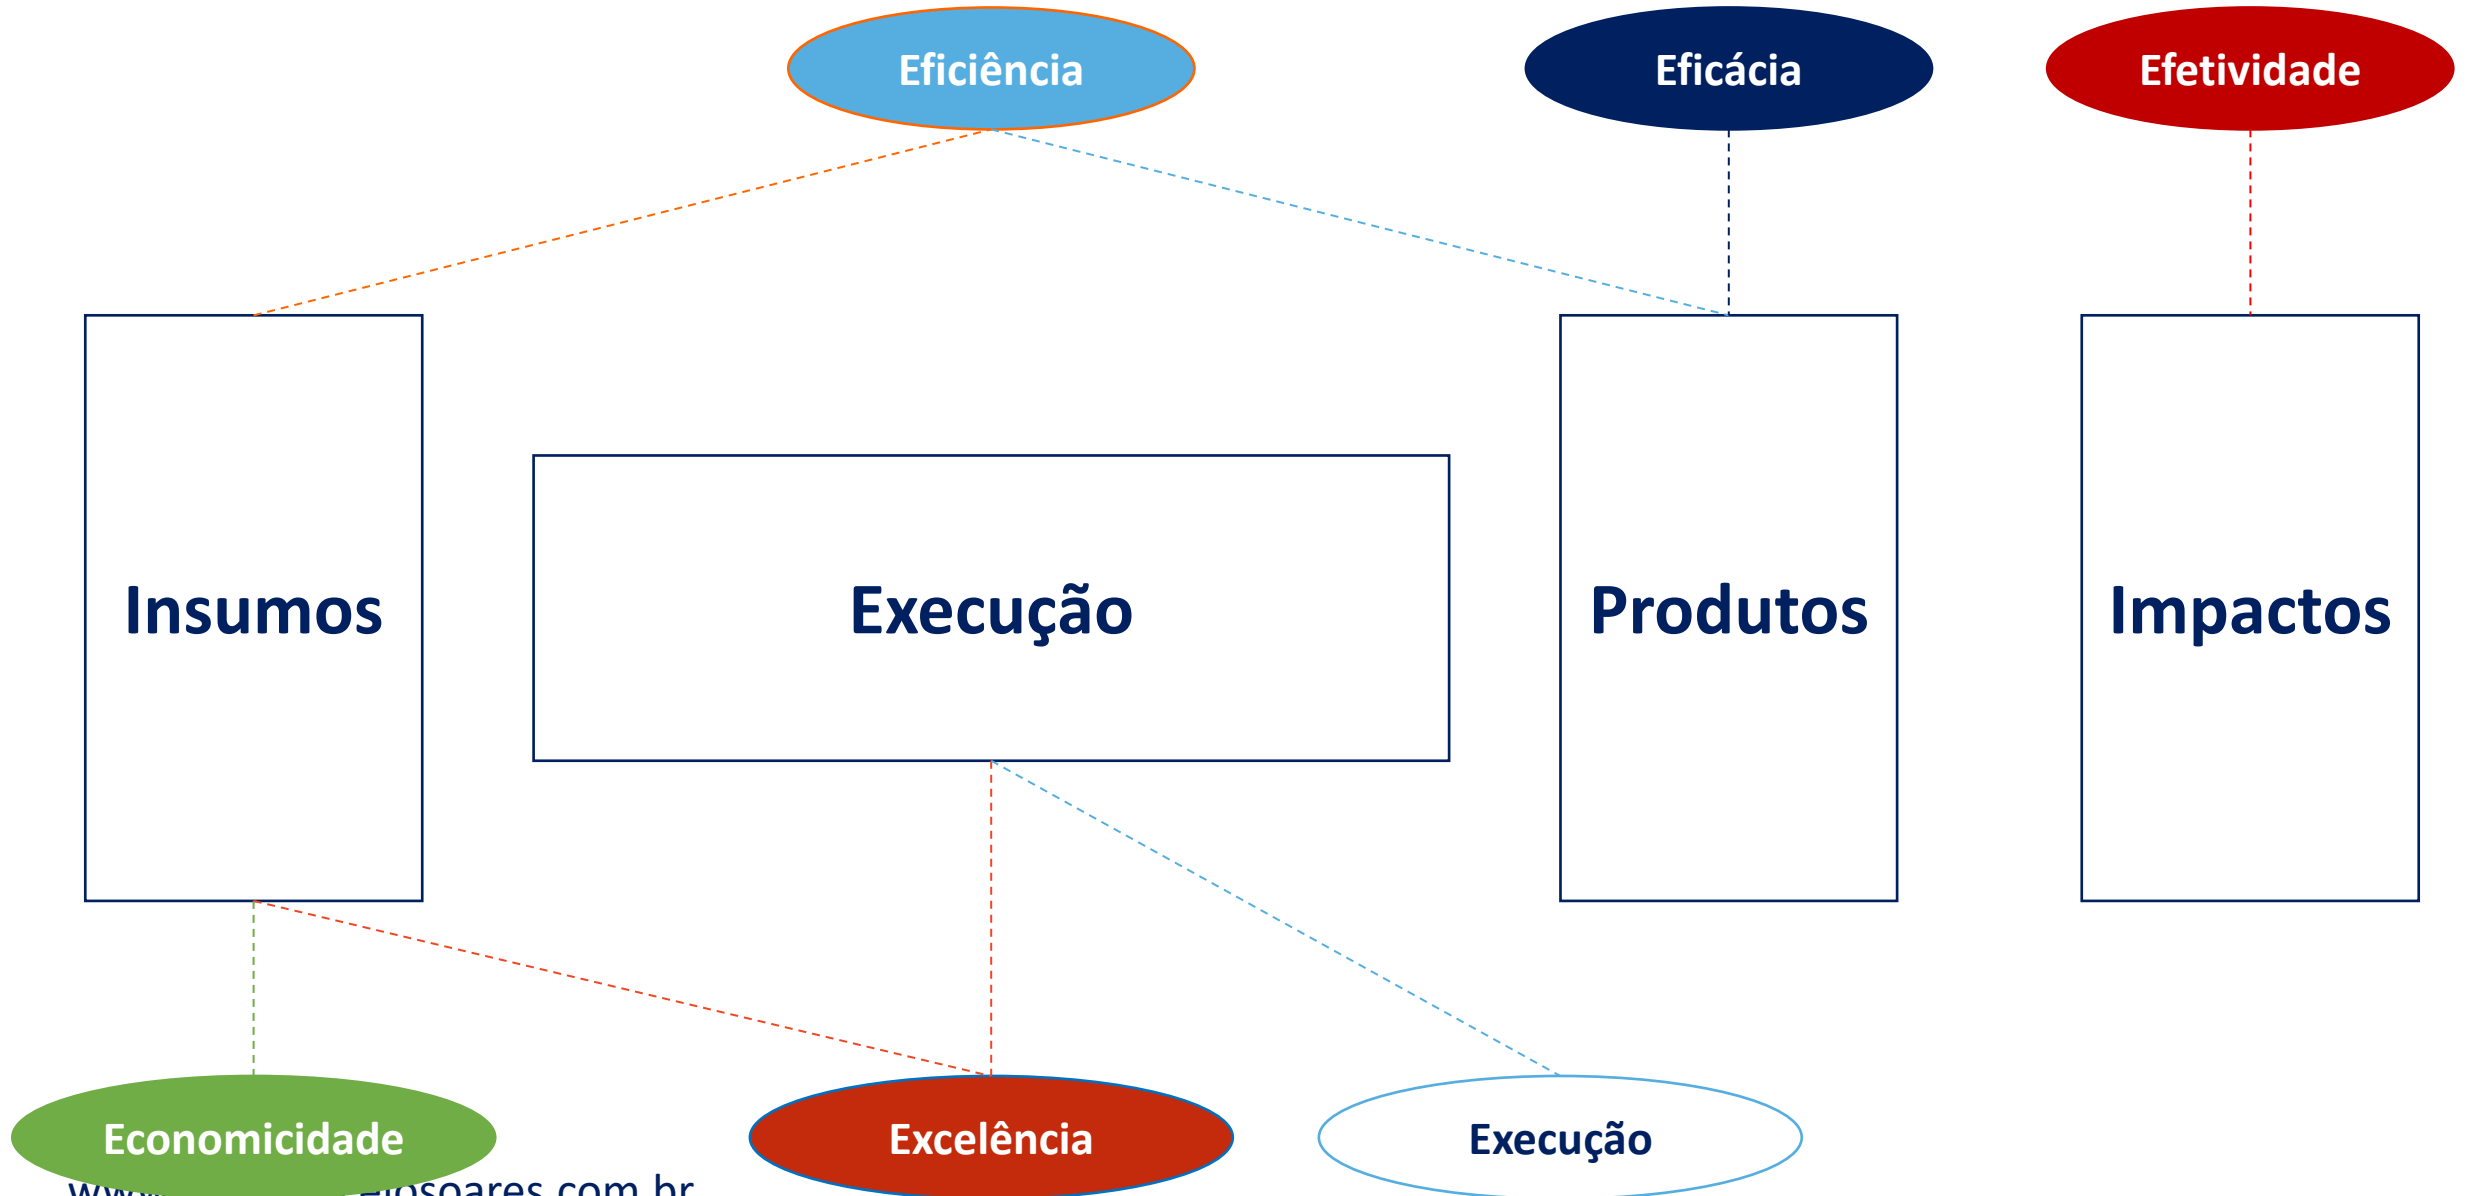 Eficiência
Eficácia
Efetividade
Insumos
Execução
Produtos
Impactos
Economicidade
Excelência
Execução